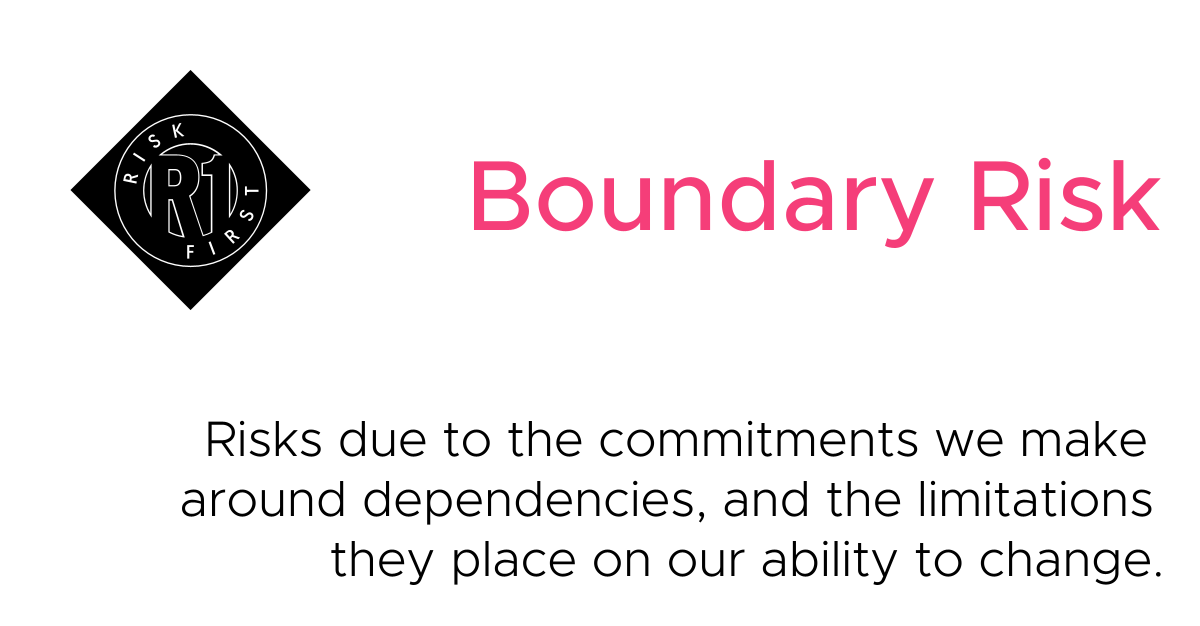 RISK
R1
FIRST
Boundary Risk
Risks due to the commitments we make
around dependencies, and the limitations
they place on our ability to change.